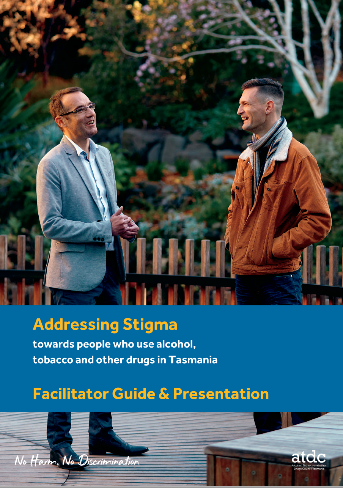 Addressing Stigma
towards people who use alcohol,
tobacco and other drugs in Tasmania
Facilitator Guide & Presentation
No Harm, No Discrimination
atdc